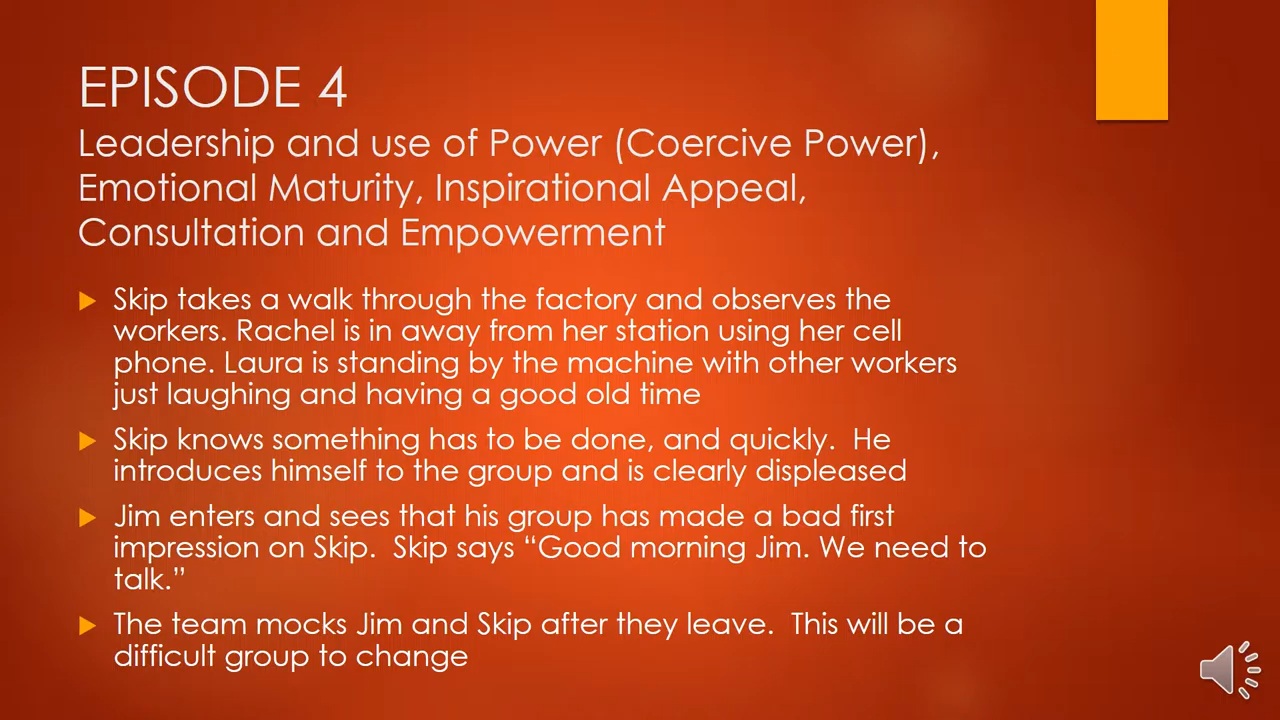 EPISODE 4
Leadership and use of Power (Coercive Power),
Emotional Maturity, Inspirational Appeal,
Consultation and Empowerment
Skip takes a walk through the factory and observes the
workers. Rachel is in away from her station using her cell
phone. Laura is standing by the machine with other workers
just laughing and having a good old time
Skip knows something has to be done, and quickly.  He
introduces himself to the group and is clearly displeased
Jim enters and sees that his group has made a bad first
impression on Skip.  Skip says “Good morning Jim. We need to
talk.”
The team mocks Jim and Skip after they leave.  This will be a
difficult group to change